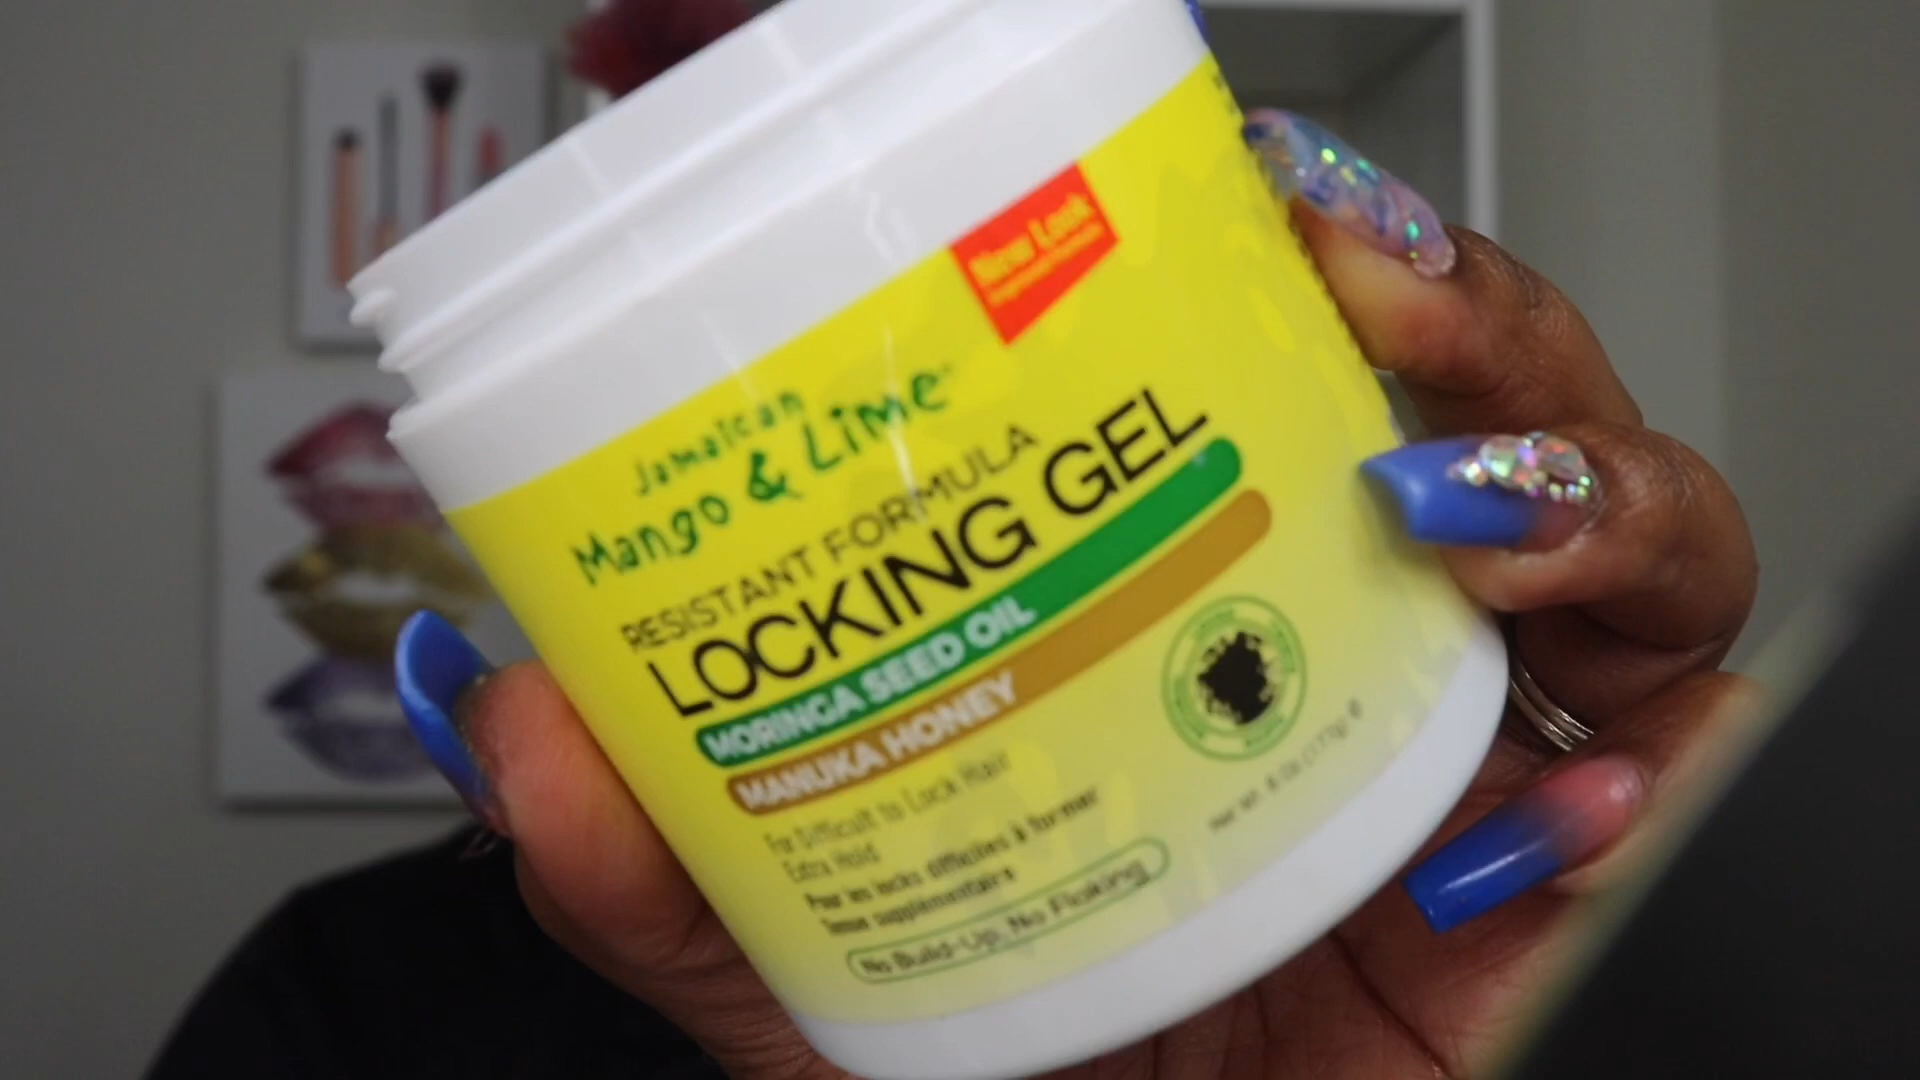 New Look
Jamaican
Mango & Lime
RESISTANT FORMULA
LOCKING GEL
MORINGA SEED OIL
MANUKA HONEY
For Difficult to Lock Hair
Extra Hold
Pour les locks difficiles à former
Tenue supplémentaire
No Build-Up, No Flaking